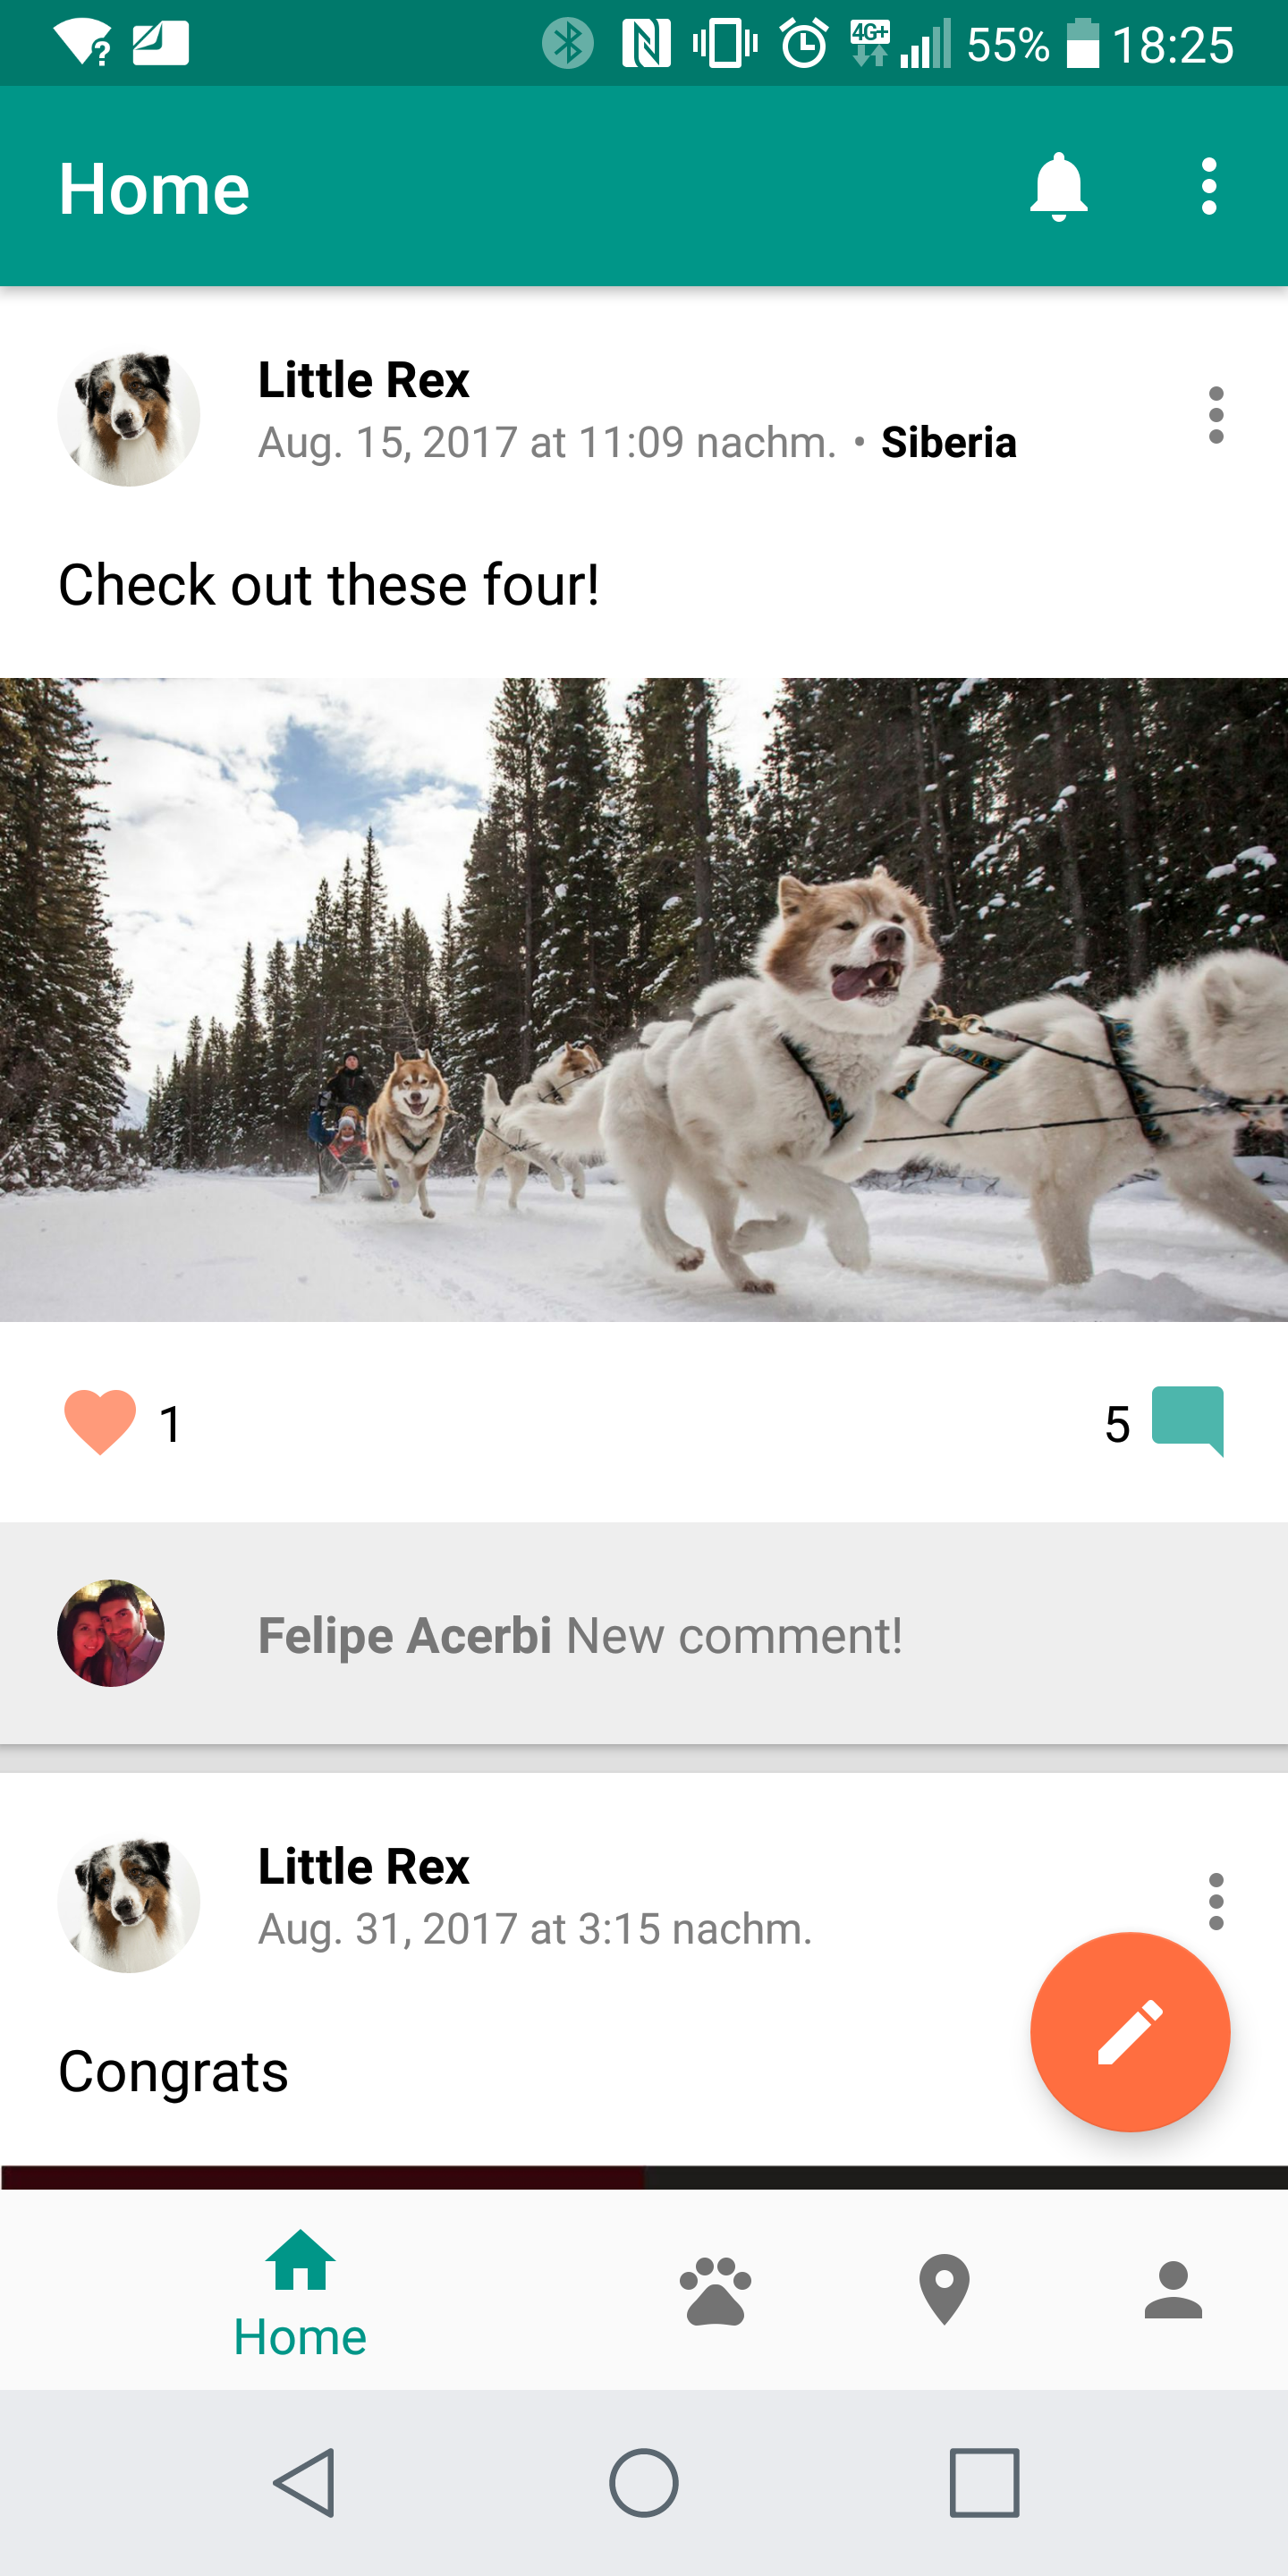 4G+ 55% 18:25
Home
Little Rex
Aug. 15, 2017 at 11:09 nachm. • Siberia
Check out these four!
1 5
Felipe Acerbi New comment!
Little Rex
Aug. 31, 2017 at 3:15 nachm.
Congrats
Home